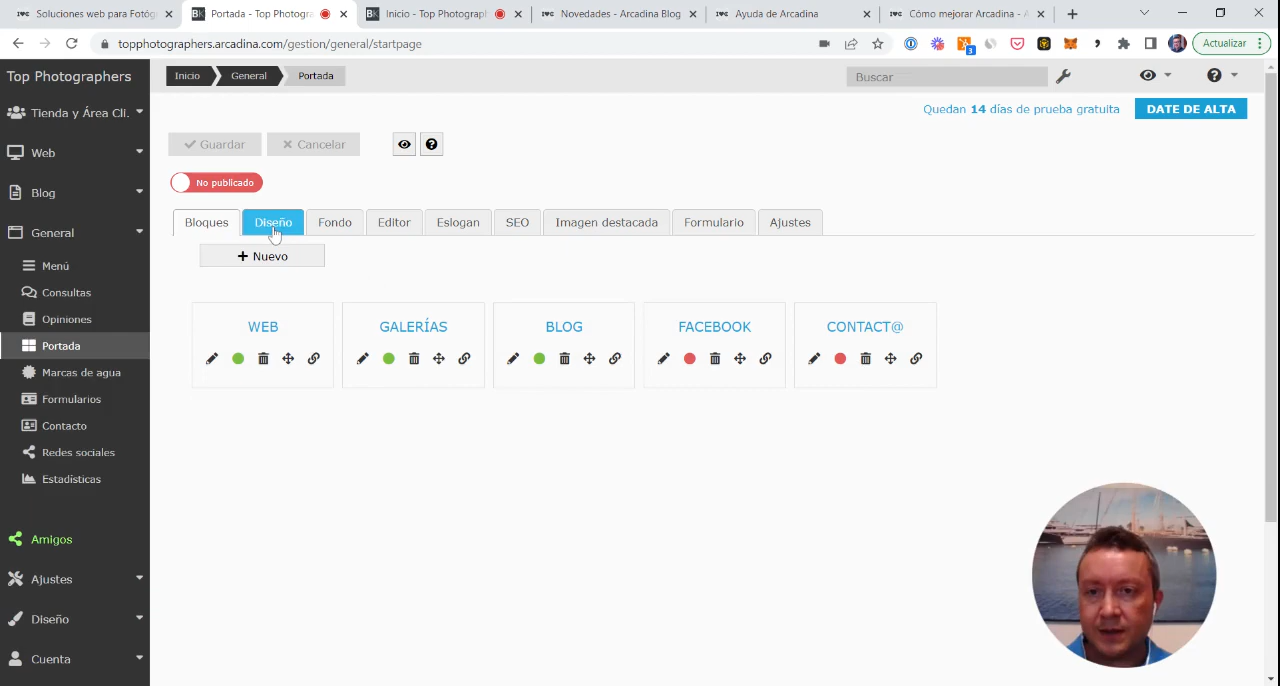 Soluciones web para Fotóg
Portada - Top Photogra
Inicio - Top Photograph
Novedades - Arcadina Blog
Ayuda de Arcadina
Cómo mejorar Arcadina - A
topphotographers.arcadina.com/gestion/general/startpage
3
Actualizar
Top Photographers
Inicio
General
Portada
Buscar
Quedan 14 días de prueba gratuita
DATE DE ALTA
Tienda y Área Cli.
Web
Blog
General
Menú
Consultas
Opiniones
Portada
Marcas de agua
Formularios
Contacto
Redes sociales
Estadísticas
Amigos
Ajustes
Diseño
Cuenta
Guardar
Cancelar
No publicado
Bloques
Diseño
Fondo
Editor
Eslogan
SEO
Imagen destacada
Formulario
Ajustes
+ Nuevo
WEB
GALERÍAS
BLOG
FACEBOOK
CONTACT@